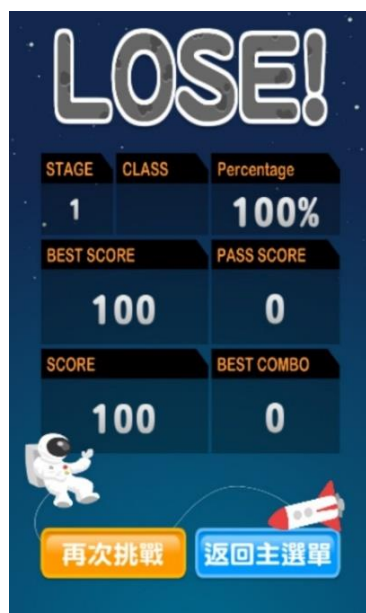 LOSE!
STAGE CLASS Percentage
1 100%
BEST SCORE PASS SCORE
100 0
SCORE BEST COMBO
100 0
再次挑戰 返回主選單